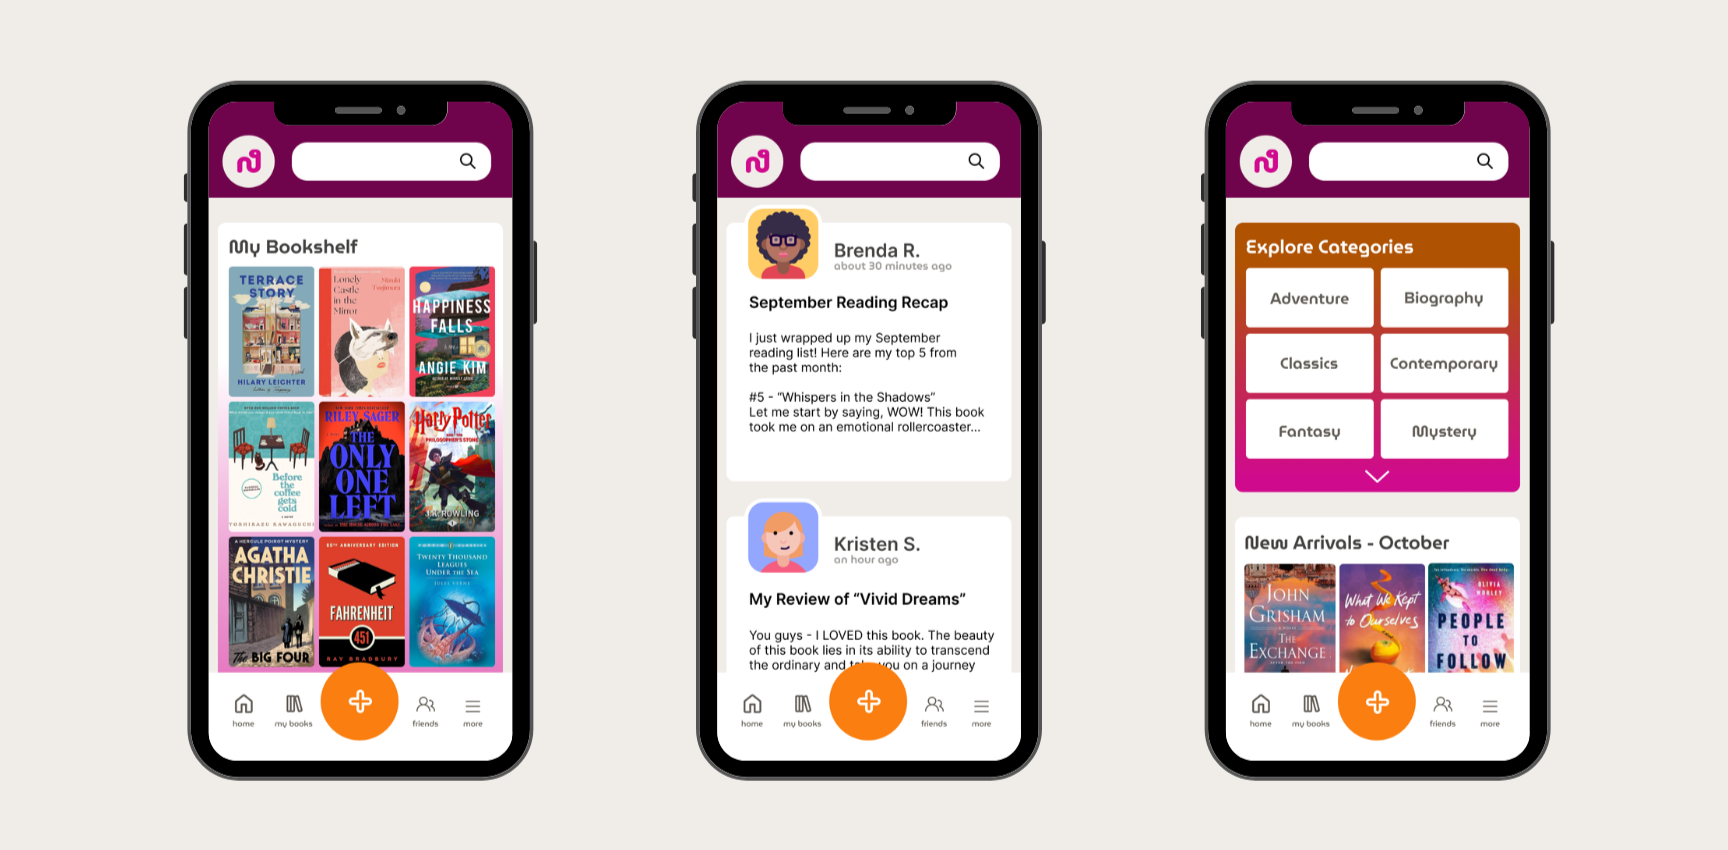 My Bookshelf
TERRACE
STORY
HILARY LEIGHTER
Lonely
Castle
in the
Mirror
Mizuki
Tsujimura
HAPPINESS
FALLS
ANGIE KIM
Before
the
coffee
gets
cold
TOSHIKAZU KAWAGUCHI
RILEY SAGER
THE
ONLY
ONE
LEFT
Harry Potter
AND THE
PHILOSOPHER'S STONE
J.K. ROWLING
A HERCULE POIROT MYSTERY
AGATHA
CHRISTIE
The BIG FOUR
60TH ANNIVERSARY EDITION
FAHRENHEIT
451
RAY BRADBURY
TWENTY THOUSAND
LEAGUES
UNDER THE SEA
JULES VERNE
home
my books
friends
more
Brenda R.
about 30 minutes ago
September Reading Recap
I just wrapped up my September
reading list! Here are my top 5 from
the past month:
#5 - "Whispers in the Shadows"
Let me start by saying, WOW! This book
took me on an emotional rollercoaster...
Kristen S.
an hour ago
My Review of “Vivid Dreams”
You guys - I LOVED this book. The beauty
of this book lies in its ability to transcend
the ordinary and take you on a journey
home
my books
friends
more
Explore Categories
Adventure
Biography
Classics
Contemporary
Fantasy
Mystery
New Arrivals - October
JOHN
GRISHAM
THE
EXCHANGE
AFTER THE FIRM
What We Kept
to Ourselves
OLIVIA
WORLEY
PEOPLE
TO
FOLLOW
home
my books
friends
more